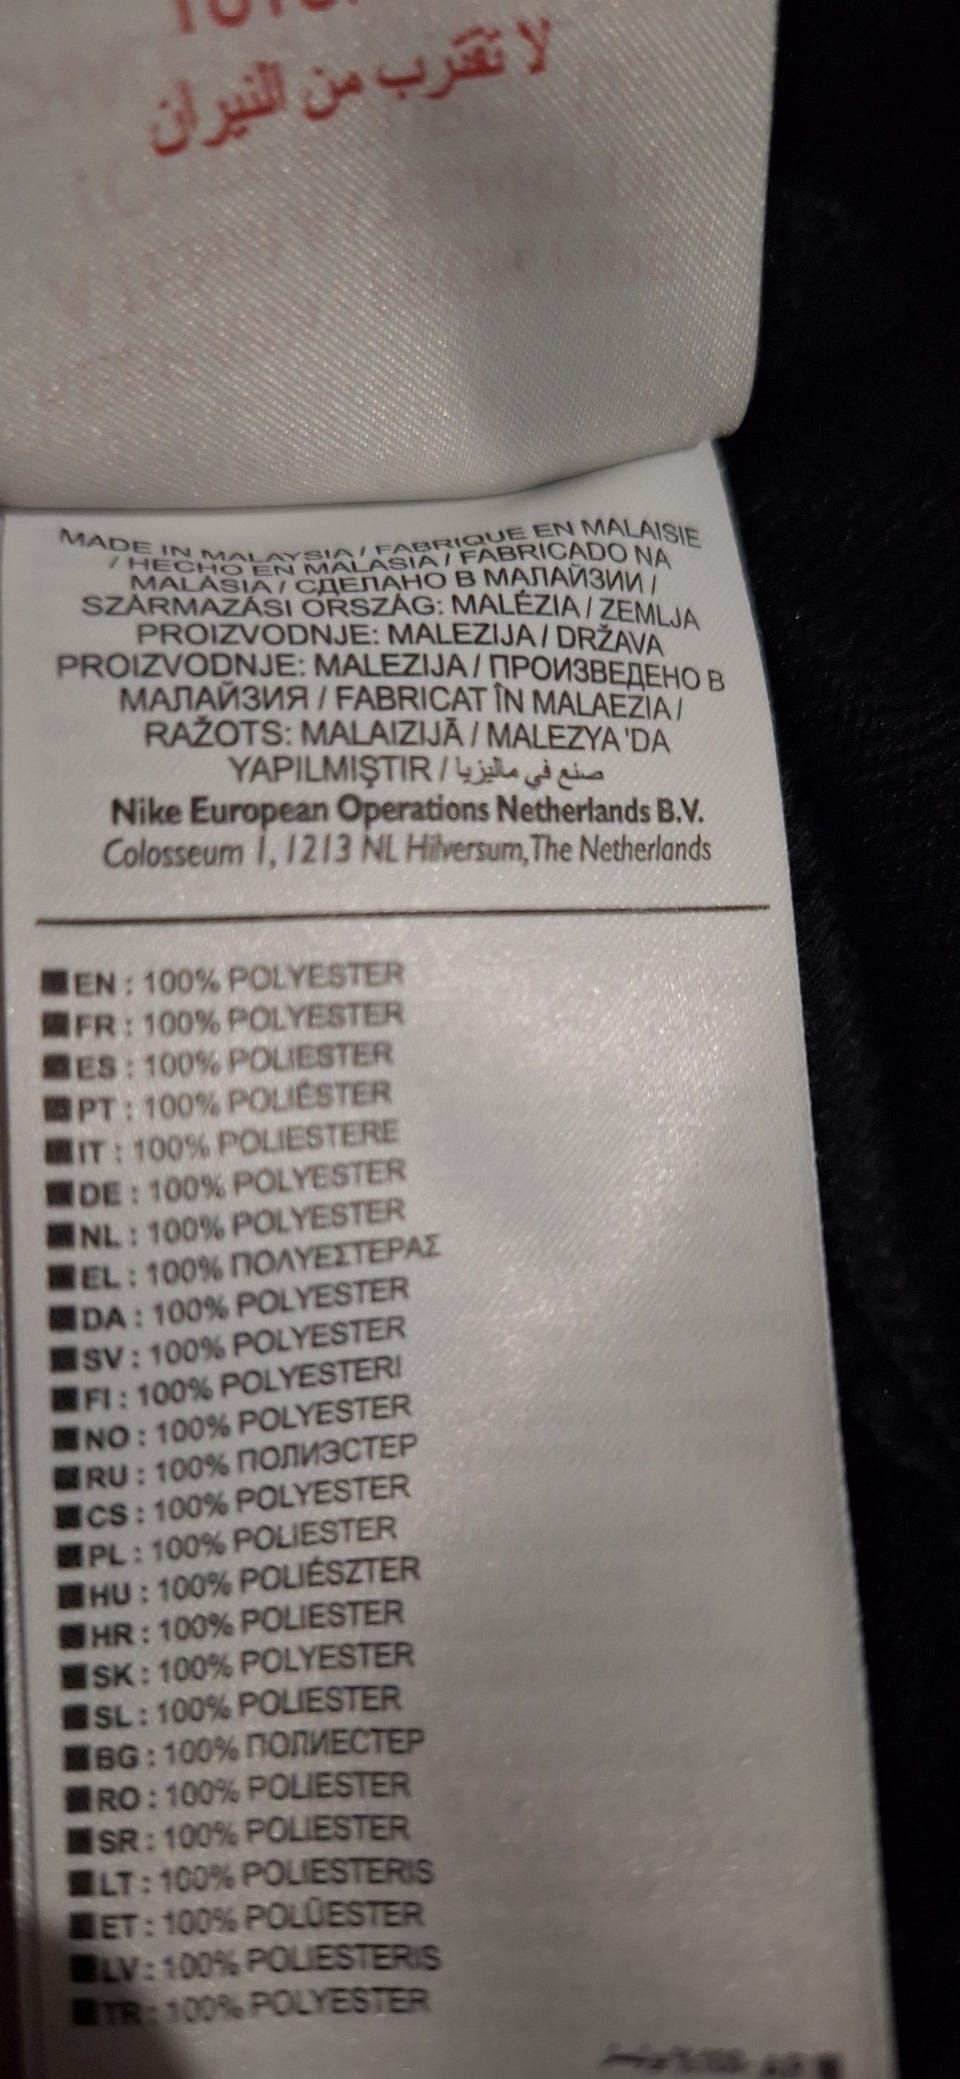 لا تقترب من النيران
MADE IN MALAYSIA / FABRIQUE EN MALAISIE
/ HECHO EN MALASIA / FABRICADO NA
MALÁSIA / СДЕЛАНО В МАЛАЙЗИИ /
SZÁRMAZÁSI ORSZÁG: MALÉZIA / ZEMLJA
PROIZVODNJE: MALEZIJA / DRŽAVA
PROIZVODNJE: MALEZIJA / ПРОИЗВЕДЕНО В
МАЛАЙЗИЯ / FABRICAT ÎN MALAEZIA /
RAŽOTS: MALAIZIJĀ / MALEZYA'DA
YAPILMIŞTIR / صنع في ماليزيا
Nike European Operations Netherlands B.V.
Colosseum 1, 1213 NL Hilversum, The Netherlands
EN : 100% POLYESTER
FR : 100% POLYESTER
ES : 100% POLIESTER
PT : 100% POLIÉSTER
IT : 100% POLIESTERE
DE : 100% POLYESTER
NL : 100% POLYESTER
EL : 100% ΠΟΛΥΕΣΤΕΡΑΣ
DA : 100% POLYESTER
SV : 100% POLYESTER
FI : 100% POLYESTERI
NO : 100% POLYESTER
RU : 100% ПОЛИЭСТЕР
CS : 100% POLYESTER
PL : 100% POLIESTER
HU : 100% POLIÉSZTER
HR : 100% POLIESTER
SK : 100% POLYESTER
SL : 100% POLIESTER
BG : 100% ПОЛИЕСТЕР
RO : 100% POLIESTER
SR : 100% POLIESTER
LT : 100% POLIESTERIS
ET : 100% POLÜESTER
LV : 100% POLIESTERIS
TR : 100% POLYESTER